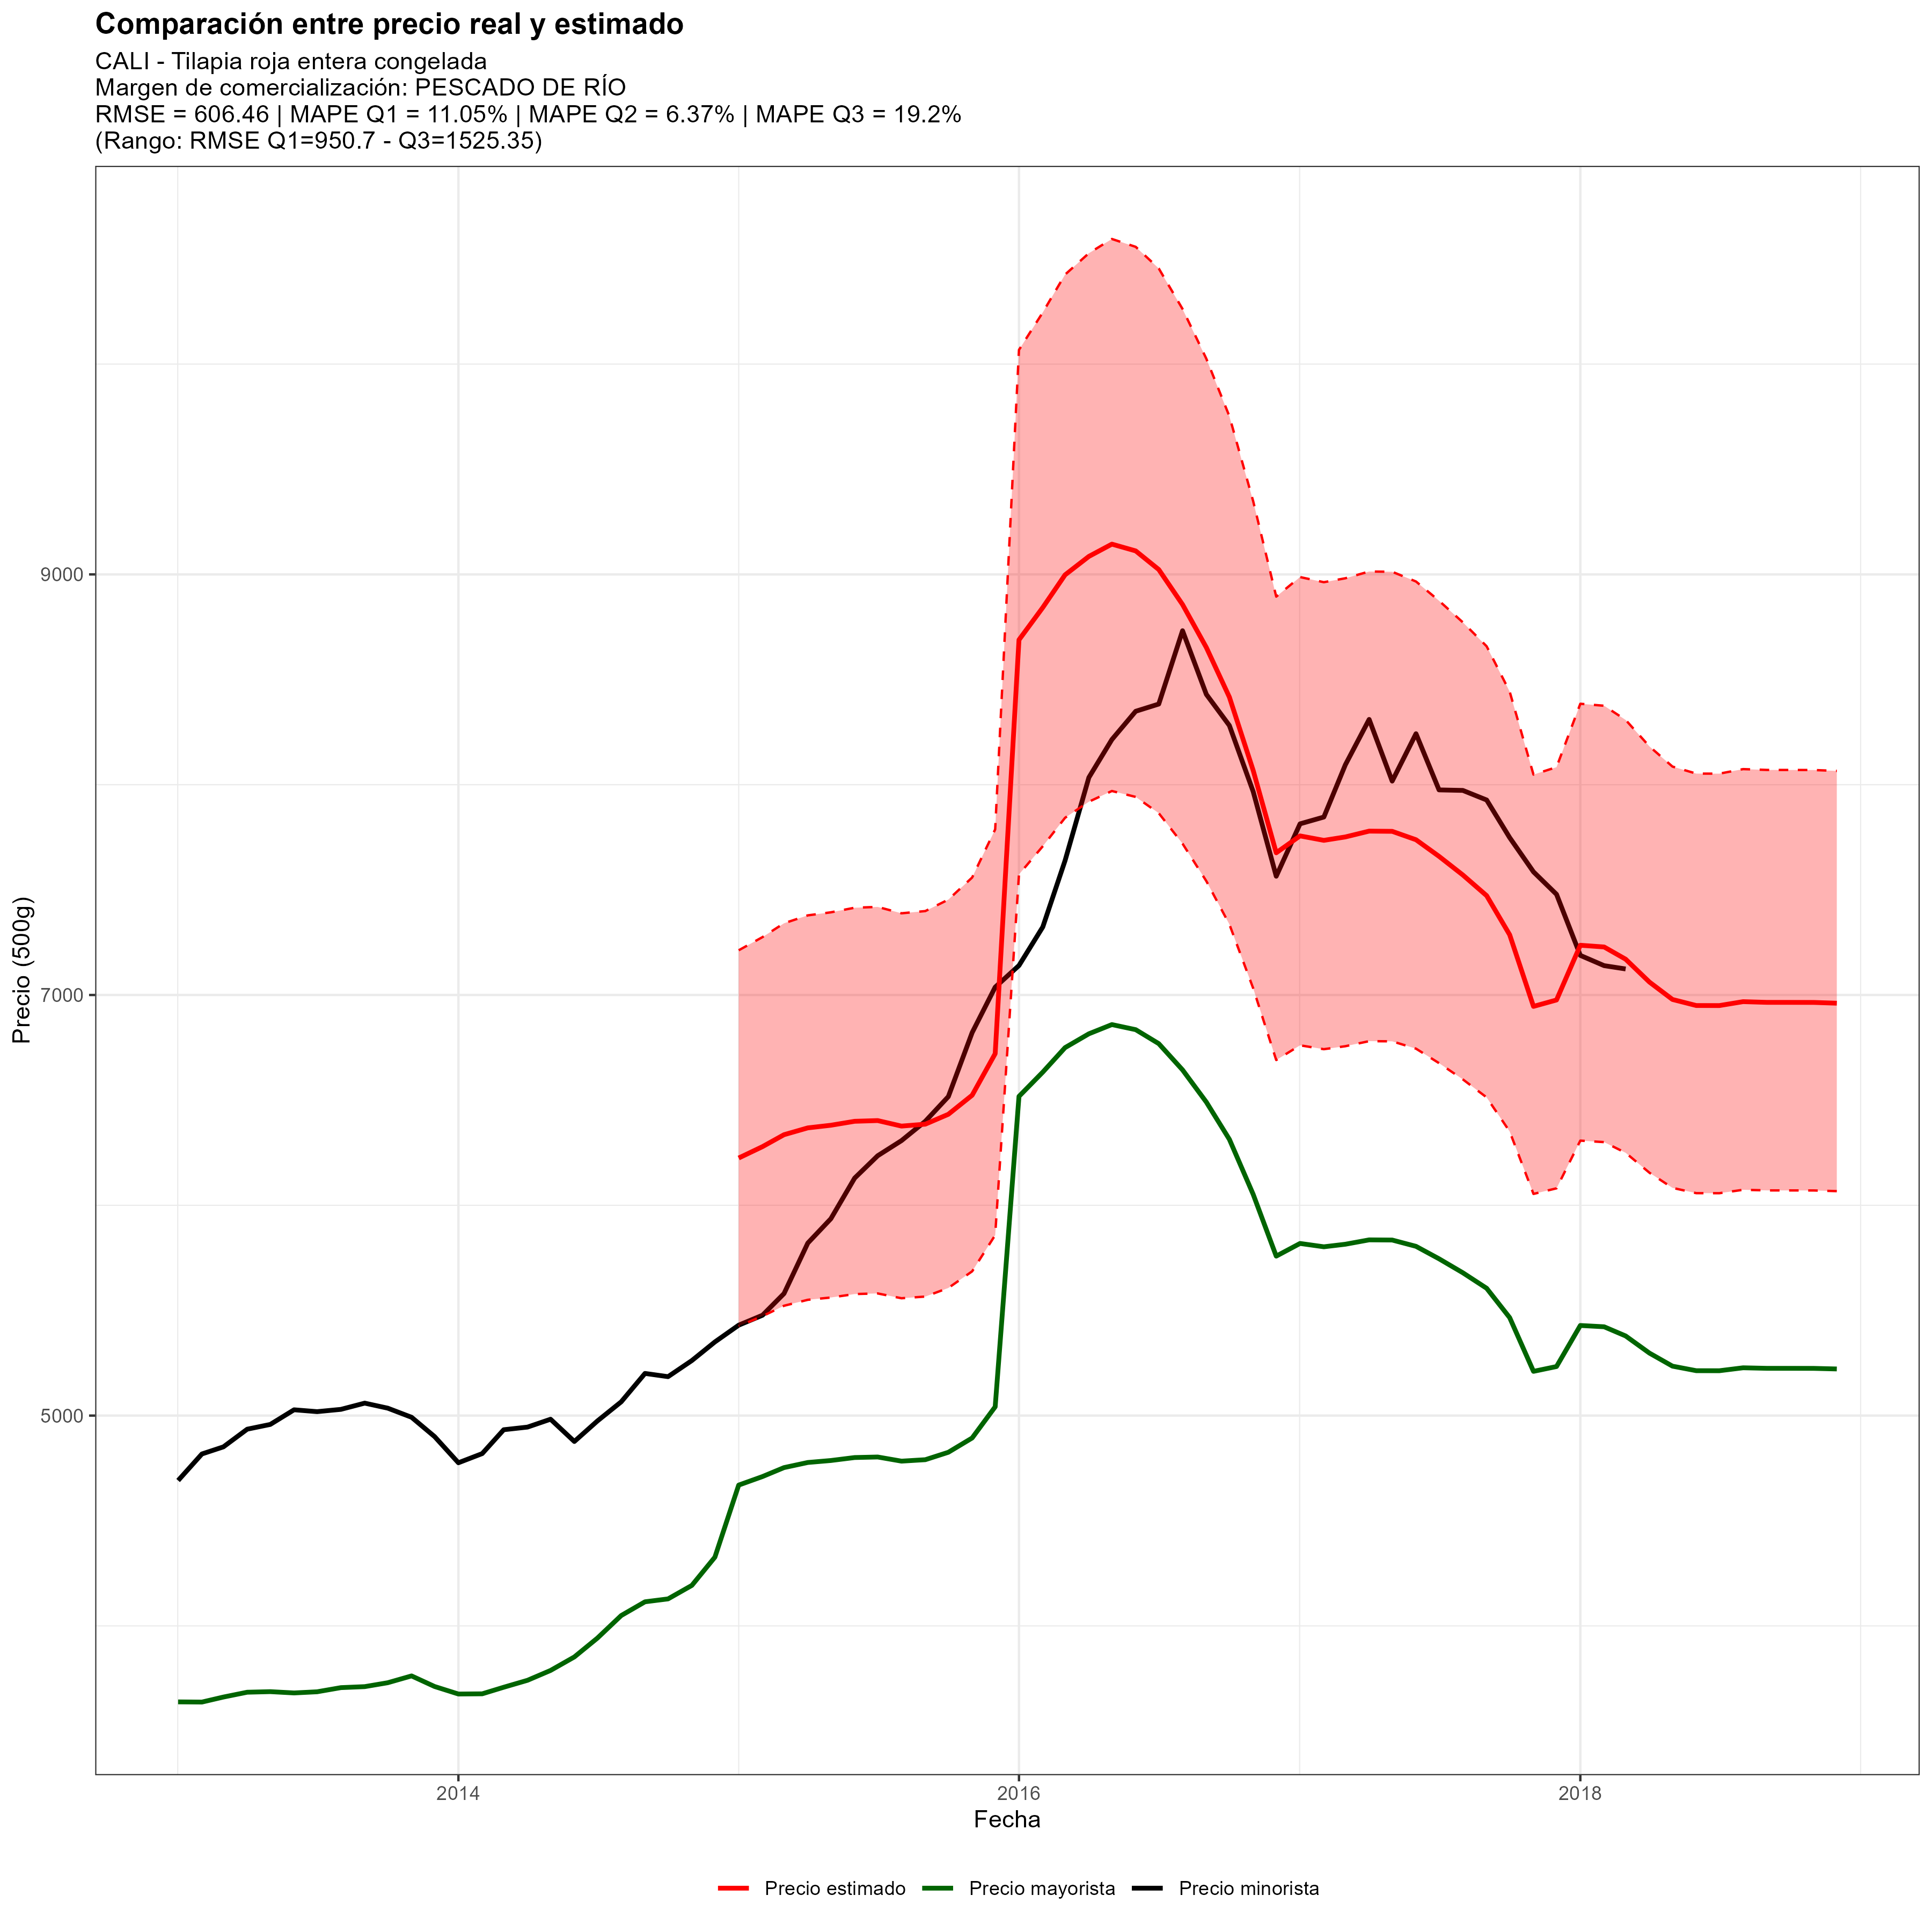 Comparación entre precio real y estimado
CALI - Tilapia roja entera congelada
Margen de comercialización: PESCADO DE RÍO
RMSE = 606.46 | MAPE Q1 = 11.05% | MAPE Q2 = 6.37% | MAPE Q3 = 19.2%
(Rango: RMSE Q1=950.7 - Q3=1525.35)
Precio (500g)
9000
7000
5000
2014
2016
2018
Fecha
Precio estimado
Precio mayorista
Precio minorista